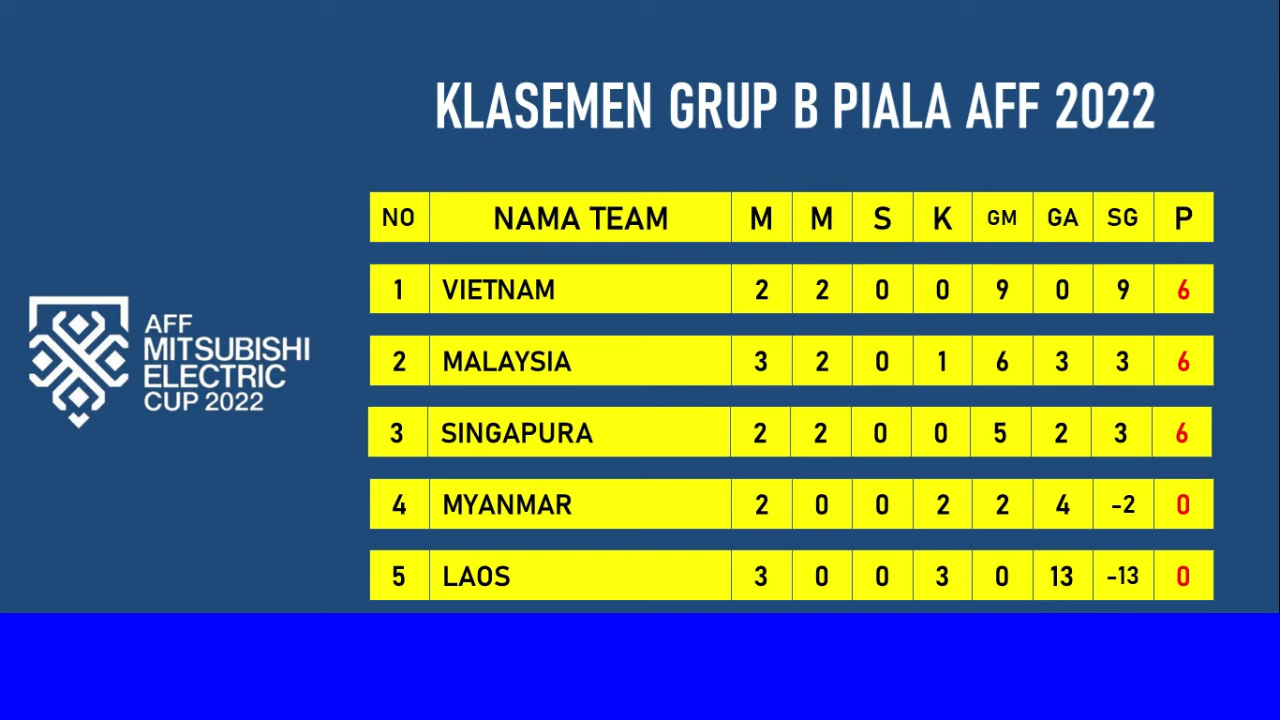 KLASEMEN GRUP B PIALA AFF 2022
NO NAMA TEAM M M S K GM GA SG P
1 VIETNAM 2 2 0 0 9 0 9 6
2 MALAYSIA 3 2 0 1 6 3 3 6
3 SINGAPURA 2 2 0 0 5 2 3 6
4 MYANMAR 2 0 0 2 2 4 -2 0
5 LAOS 3 0 0 3 0 13 -13 0
AFF
MITSUBISHI
ELECTRIC
CUP 2022